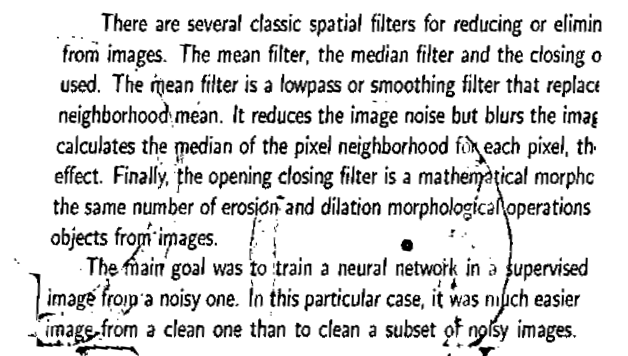 There are several classic spatial filters for reducing or elimin
from images. The mean filter, the median filter and the closing o
used. The mean filter is a lowpass or smoothing filter that replace
neighborhood mean. It reduces the image noise but blurs the imag
calculates the median of the pixel neighborhood for each pixel, th
effect. Finally, the opening closing filter is a mathematical morpho
the same number of erosion and dilation morphological operations
objects from images.
The main goal was to train a neural network in a supervised
image from a noisy one. In this particular case, it was much easier
image from a clean one than to clean a subset of noisy images.